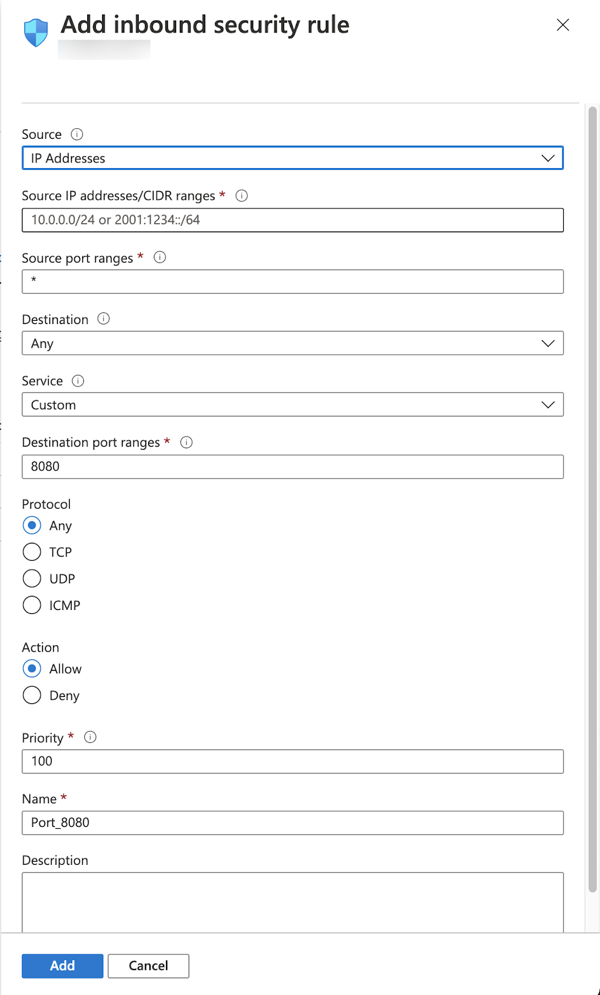 Add inbound security rule
Source
IP Addresses
Source IP addresses/CIDR ranges *
10.0.0.0/24 or 2001:1234::/64
Source port ranges *
*
Destination
Any
Service
Custom
Destination port ranges *
8080
Protocol
Any
TCP
UDP
ICMP
Action
Allow
Deny
Priority *
100
Name *
Port_8080
Description
Add Cancel